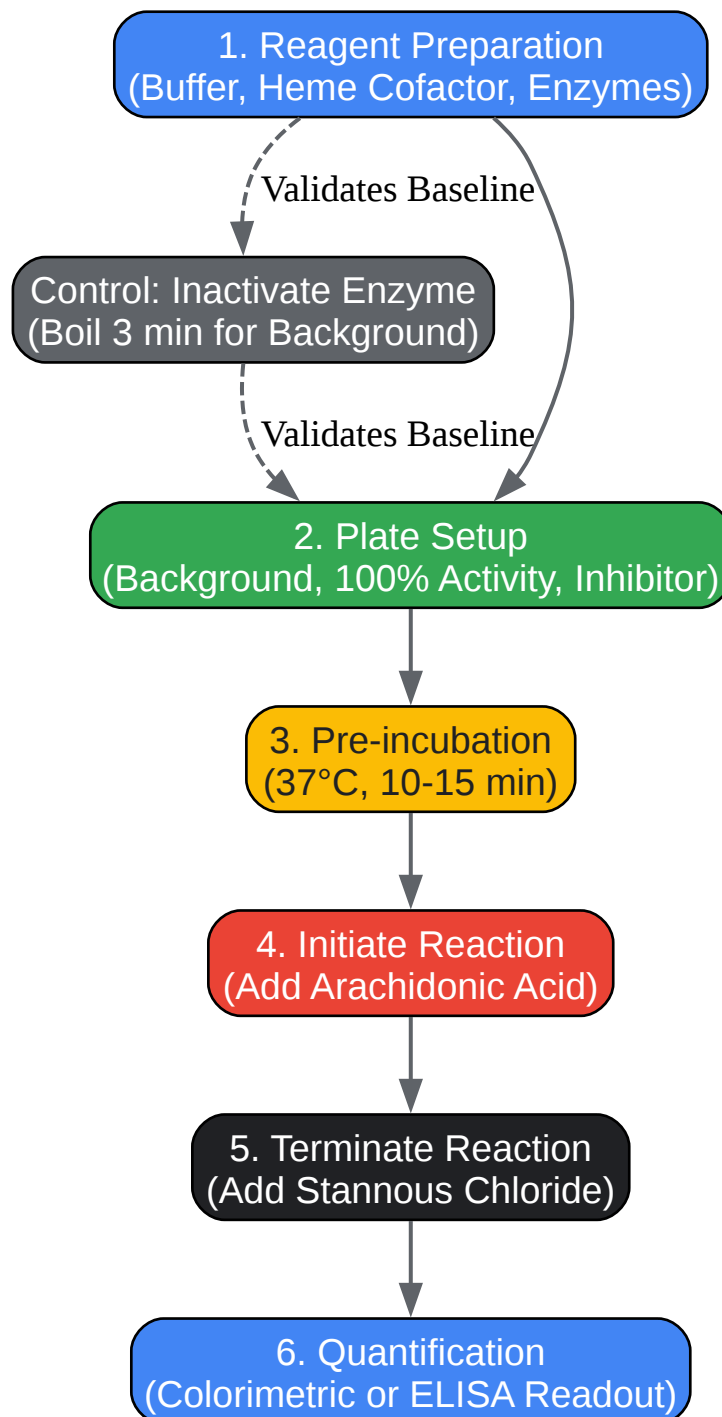 1. Reagent Preparation
(Buffer, Heme Cofactor, Enzymes)
Validates Baseline
Control: Inactivate Enzyme
(Boil 3 min for Background)
Validates Baseline
2. Plate Setup
(Background, 100% Activity, Inhibitor)
3. Pre-incubation
(37°C, 10-15 min)
4. Initiate Reaction
(Add Arachidonic Acid)
5. Terminate Reaction
(Add Stannous Chloride)
6. Quantification
(Colorimetric or ELISA Readout)